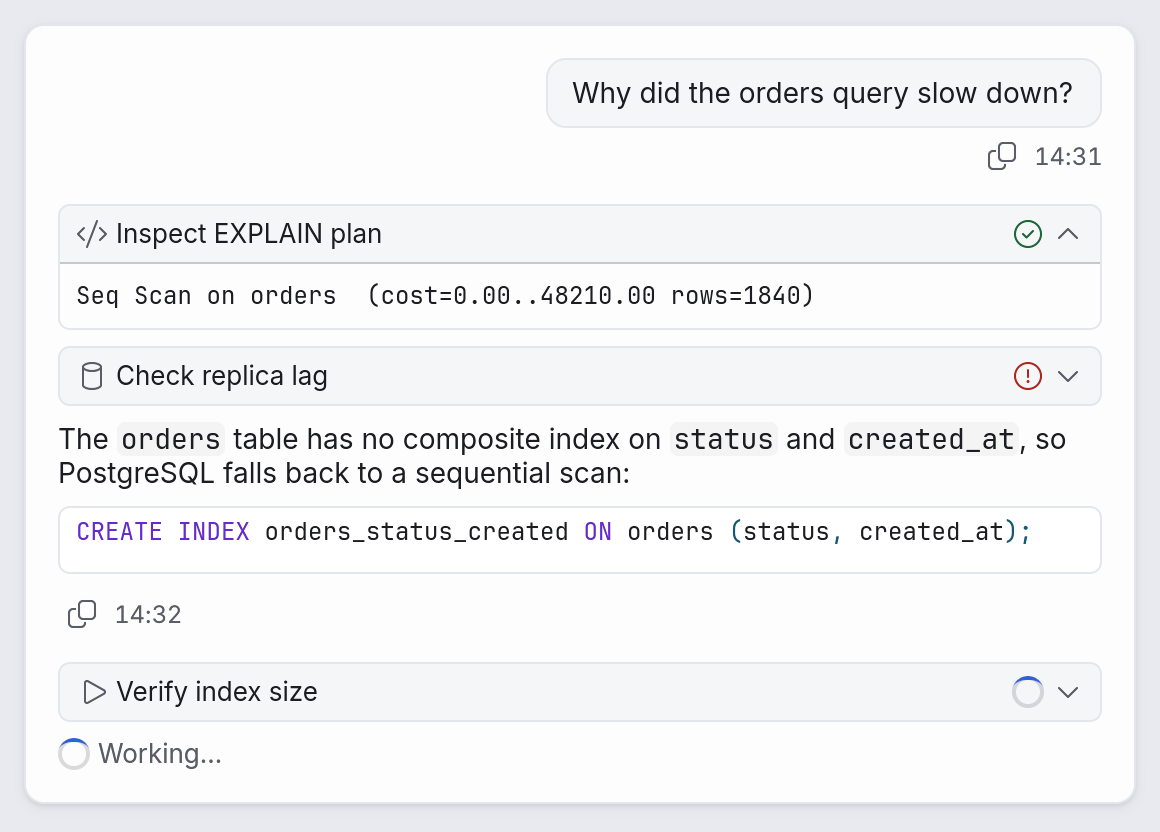 Why did the orders query slow down?
14:31
Inspect EXPLAIN plan
Seq Scan on orders  (cost=0.00..48210.00 rows=1840)
Check replica lag
The orders table has no composite index on status and created_at, so
PostgreSQL falls back to a sequential scan:
CREATE INDEX orders_status_created ON orders (status, created_at);
14:32
Verify index size
Working...